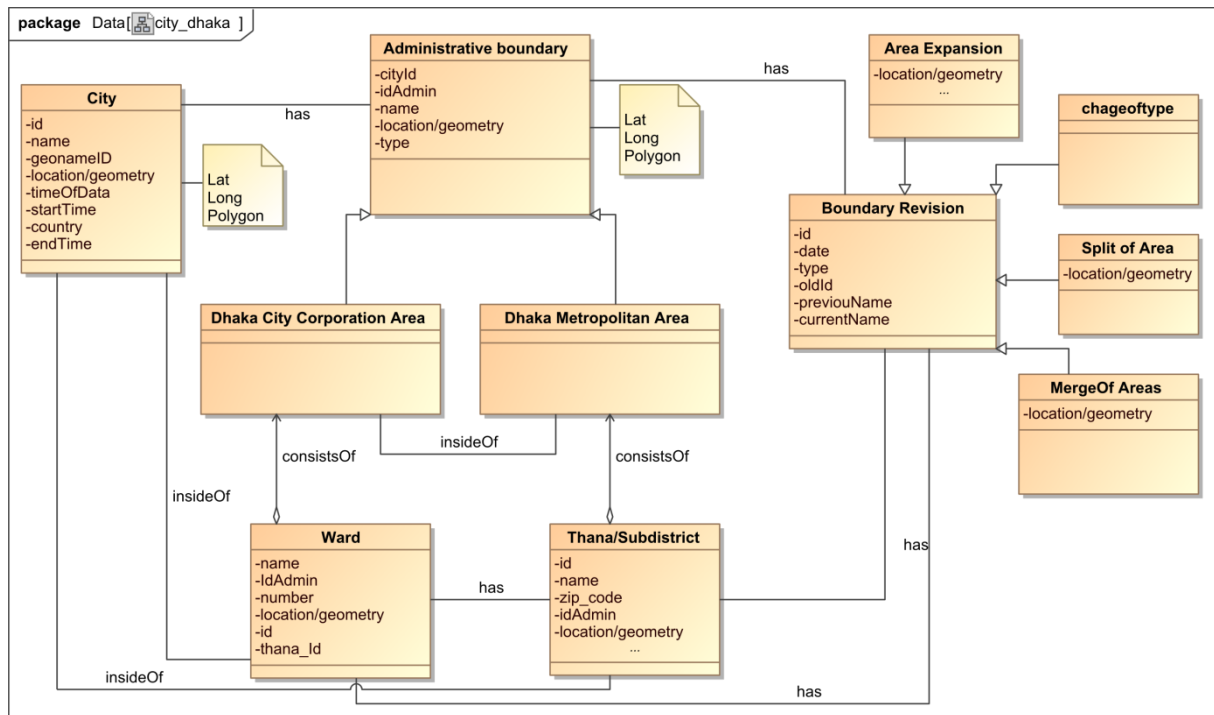 package Data[ city_dhaka ]
City
-id
-name
-geonameID
-location/geometry
-timeOfData
-startTime
-country
-endTime
Lat
Long
Polygon
has
Administrative boundary
-cityId
-idAdmin
-name
-location/geometry
-type
Lat
Long
Polygon
has
Area Expansion
-location/geometry
...
chageoftype
Boundary Revision
-id
-date
-type
-oldId
-previouName
-currentName
Split of Area
-location/geometry
MergeOf Areas
-location/geometry
Dhaka City Corporation Area
Dhaka Metropolitan Area
insideOf
consistsOf
consistsOf
insideOf
Ward
-name
-IdAdmin
-number
-location/geometry
-id
-thana_Id
has
Thana/Subdistrict
-id
-name
-zip_code
-idAdmin
-location/geometry
...
has
insideOf
has